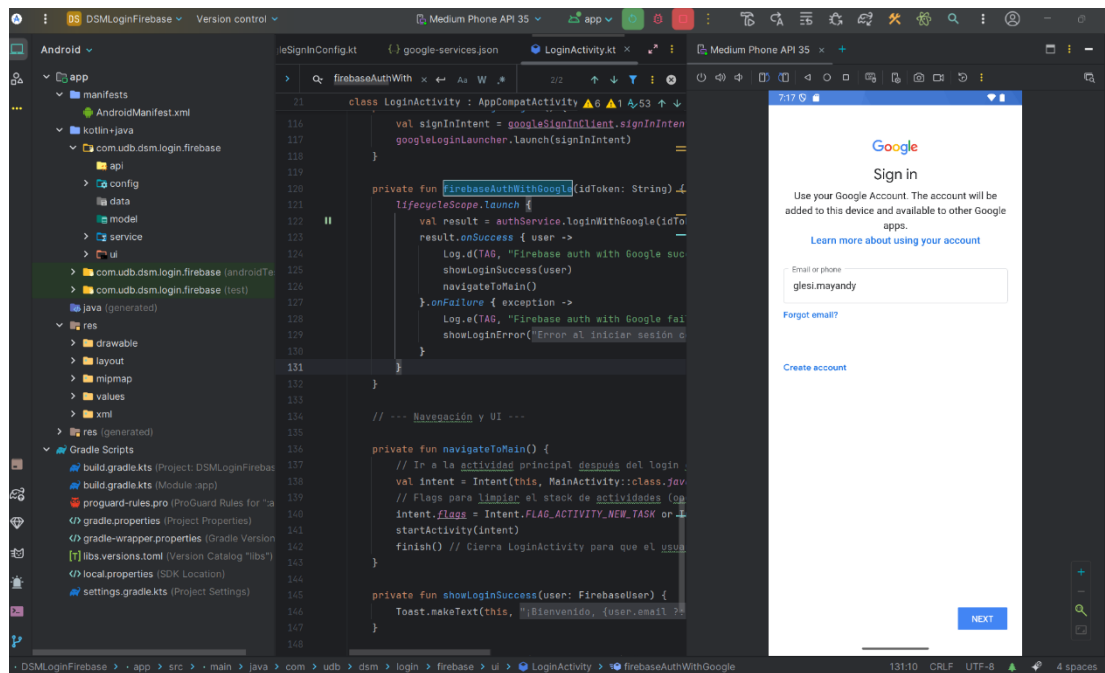 DS DSMLoginFirebase Version control Medium Phone API 35 app
Android
app
manifests
AndroidManifest.xml
kotlin+java
com.udb.dsm.login.firebase
api
config
data
model
service
ui
com.udb.dsm.login.firebase (androidTe
com.udb.dsm.login.firebase (test)
java (generated)
res
drawable
layout
mipmap
values
xml
res (generated)
Gradle Scripts
build.gradle.kts (Project: DSMLoginFirebas
build.gradle.kts (Module :app)
proguard-rules.pro (ProGuard Rules for ":a
gradle.properties (Project Properties)
gradle-wrapper.properties (Gradle Version
libs.versions.toml (Version Catalog "libs")
local.properties (SDK Location)
settings.gradle.kts (Project Settings)
leSignInConfig.kt google-services.json LoginActivity.kt
firebaseAuthWith Aa W .* 2/2
21 class LoginActivity : AppCompatActivity 6 1 53
116 val signInIntent = googleSignInClient.signInInten
117 googleLoginLauncher.launch(signInIntent)
118 }
119
120 private fun firebaseAuthWithGoogle(idToken: String) {
121 lifecycleScope.launch {
122 val result = authService.loginWithGoogle(idTo
123 result.onSuccess { user ->
124 Log.d(TAG, "Firebase auth with Google suc
125 showLoginSuccess(user)
126 navigateToMain()
127 }.onFailure { exception ->
128 Log.e(TAG, "Firebase auth with Google fai
129 showLoginError("Error al iniciar sesión c
130 }
131 }
132 }
133
134 // --- Navegación y UI ---
135
136 private fun navigateToMain() {
137 // Ir a la actividad principal después del login
138 val intent = Intent(this, MainActivity::class.jav
139 // Flags para limpiar el stack de actividades (op
140 intent.flags = Intent.FLAG_ACTIVITY_NEW_TASK or I
141 startActivity(intent)
142 finish() // Cierra LoginActivity para que el usua
143 }
144
145 private fun showLoginSuccess(user: FirebaseUser) {
146 Toast.makeText(this, "¡Bienvenido, {user.email ?:
147 }
148
Medium Phone API 35
7:17
Google
Sign in
Use your Google Account. The account will be
added to this device and available to other Google
apps.
Learn more about using your account
Email or phone
glesi.mayandy
Forgot email?
Create account
NEXT
DSMLoginFirebase > app > src > main > java > com > udb > dsm > login > firebase > ui > LoginActivity > firebaseAuthWithGoogle 131:10 CRLF UTF-8 4 spaces